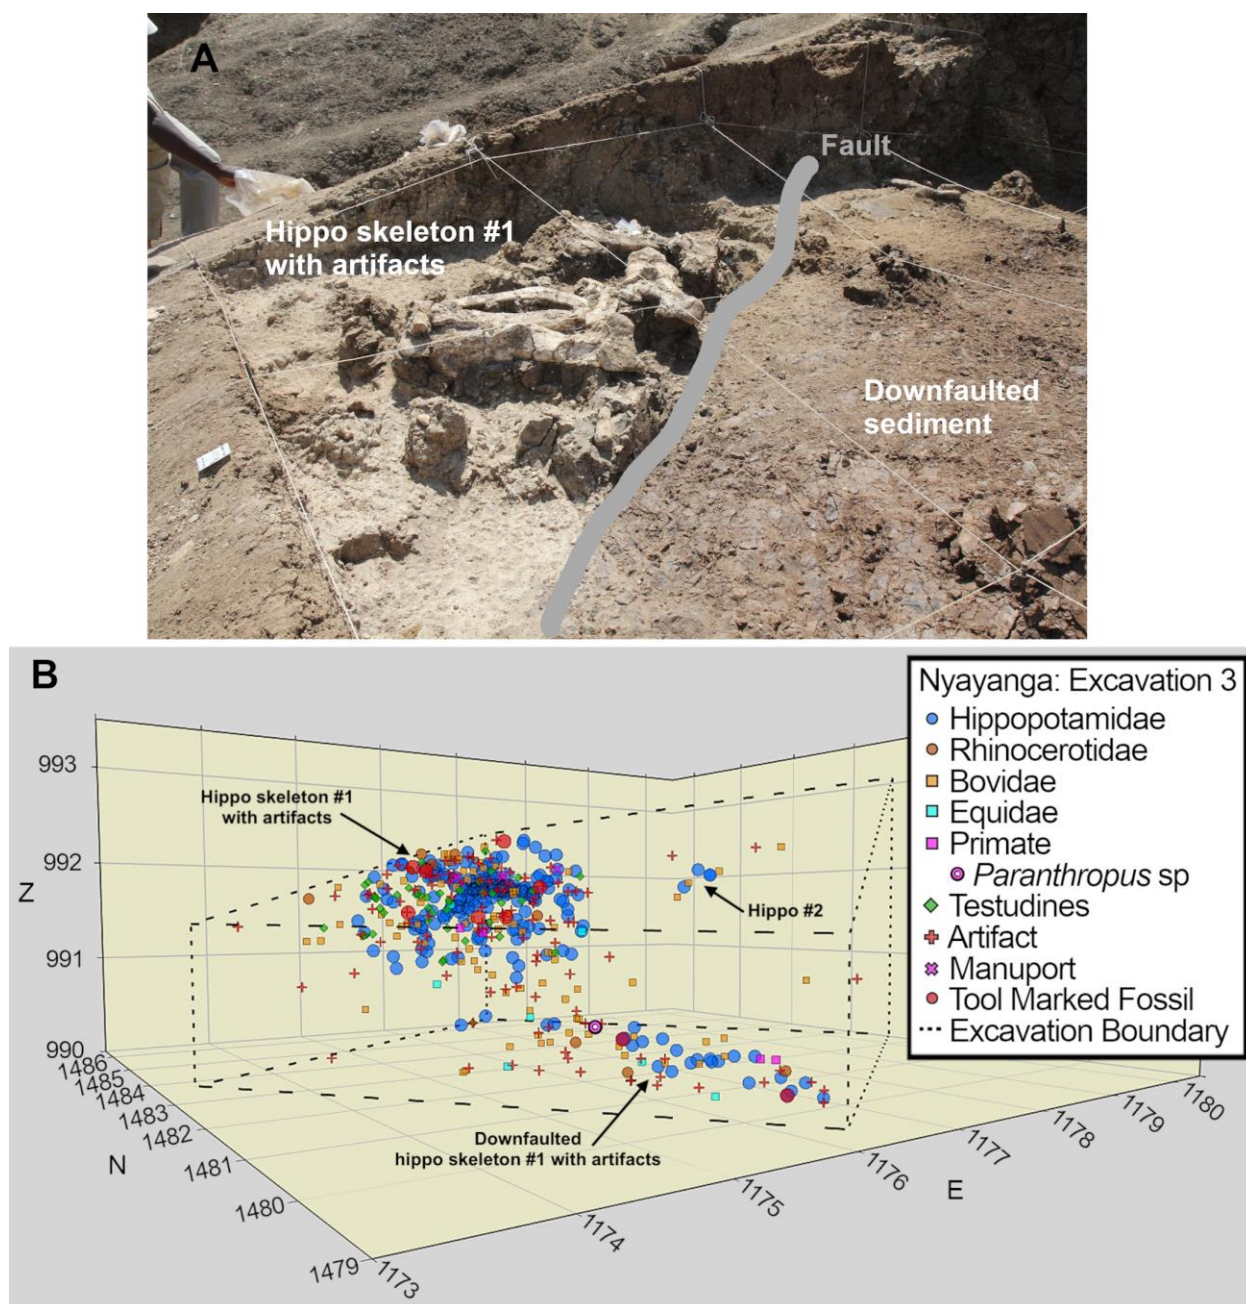 A
Fault
Hippo skeleton #1
with artifacts
Downfaulted
sediment
B
Nyayanga: Excavation 3
Hippopotamidae
Rhinocerotidae
Bovidae
Equidae
Primate
Paranthropus sp
Testudines
Artifact
Manuport
Tool Marked Fossil
Excavation Boundary
993
992
991
990
Z
Hippo skeleton #1
with artifacts
Hippo #2
Downfaulted
hippo skeleton #1 with artifacts
1486
1485
1484
1483
1482
1481
1480
1479
N
1173
1174
1175
1176
1177
1178
1179
1180
E